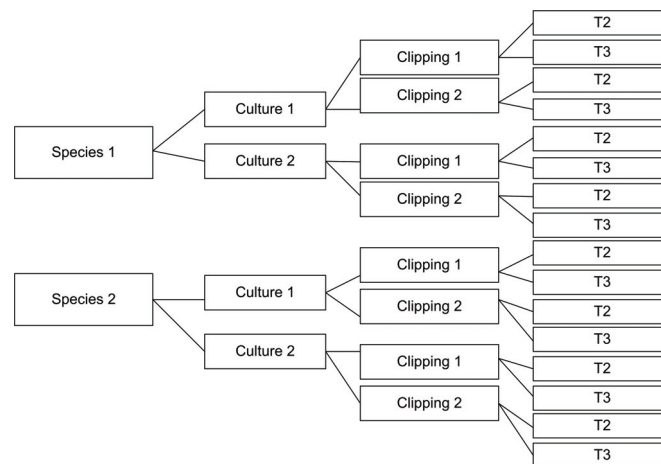 T2
T3
Clipping 1
T2
Clipping 2
T3
Culture 1
Species 1
T2
Culture 2
Clipping 1
T3
T2
Clipping 2
T3
T2
Clipping 1
T3
Species 2
Culture 1
Clipping 2
T2
T3
Culture 2
Clipping 1
T2
T3
Clipping 2
T2
T3